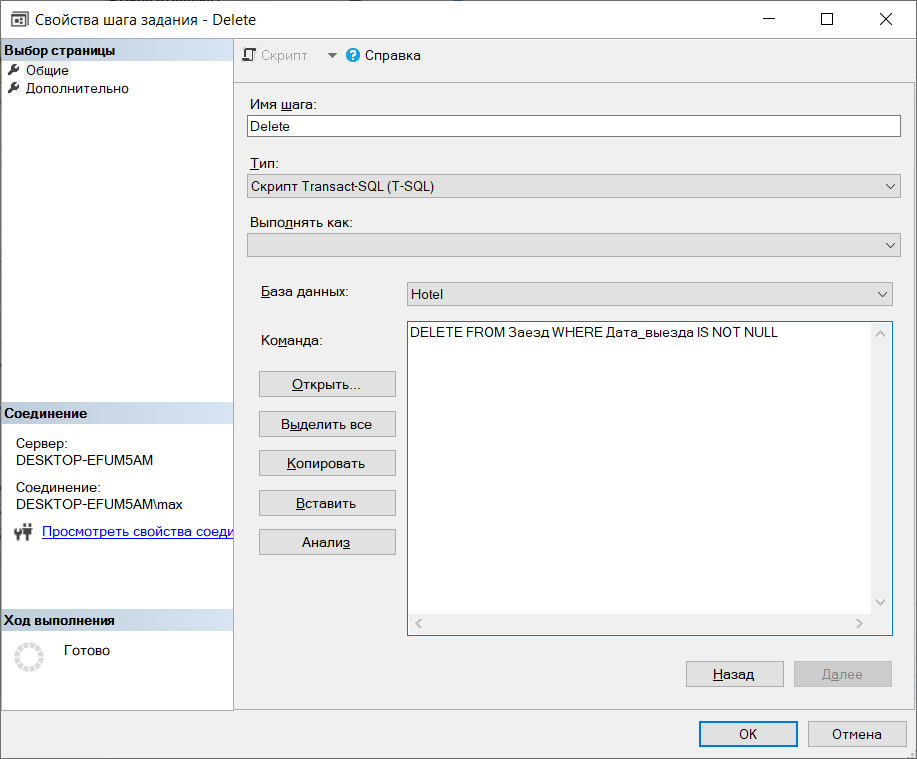 Свойства шага задания - Delete
Выбор страницы
Общие
Дополнительно
Скрипт
Справка
Имя шага:
Delete
Тип:
Скрипт Transact-SQL (T-SQL)
Выполнять как:
База данных:
Hotel
Команда:
DELETE FROM Заезд WHERE Дата_выезда IS NOT NULL
Открыть...
Выделить все
Копировать
Вставить
Анализ
Соединение
Сервер:
DESKTOP-EFUM5AM
Соединение:
DESKTOP-EFUM5AM\max
Просмотреть свойства соеди
Ход выполнения
Готово
Назад
Далее
OK
Отмена